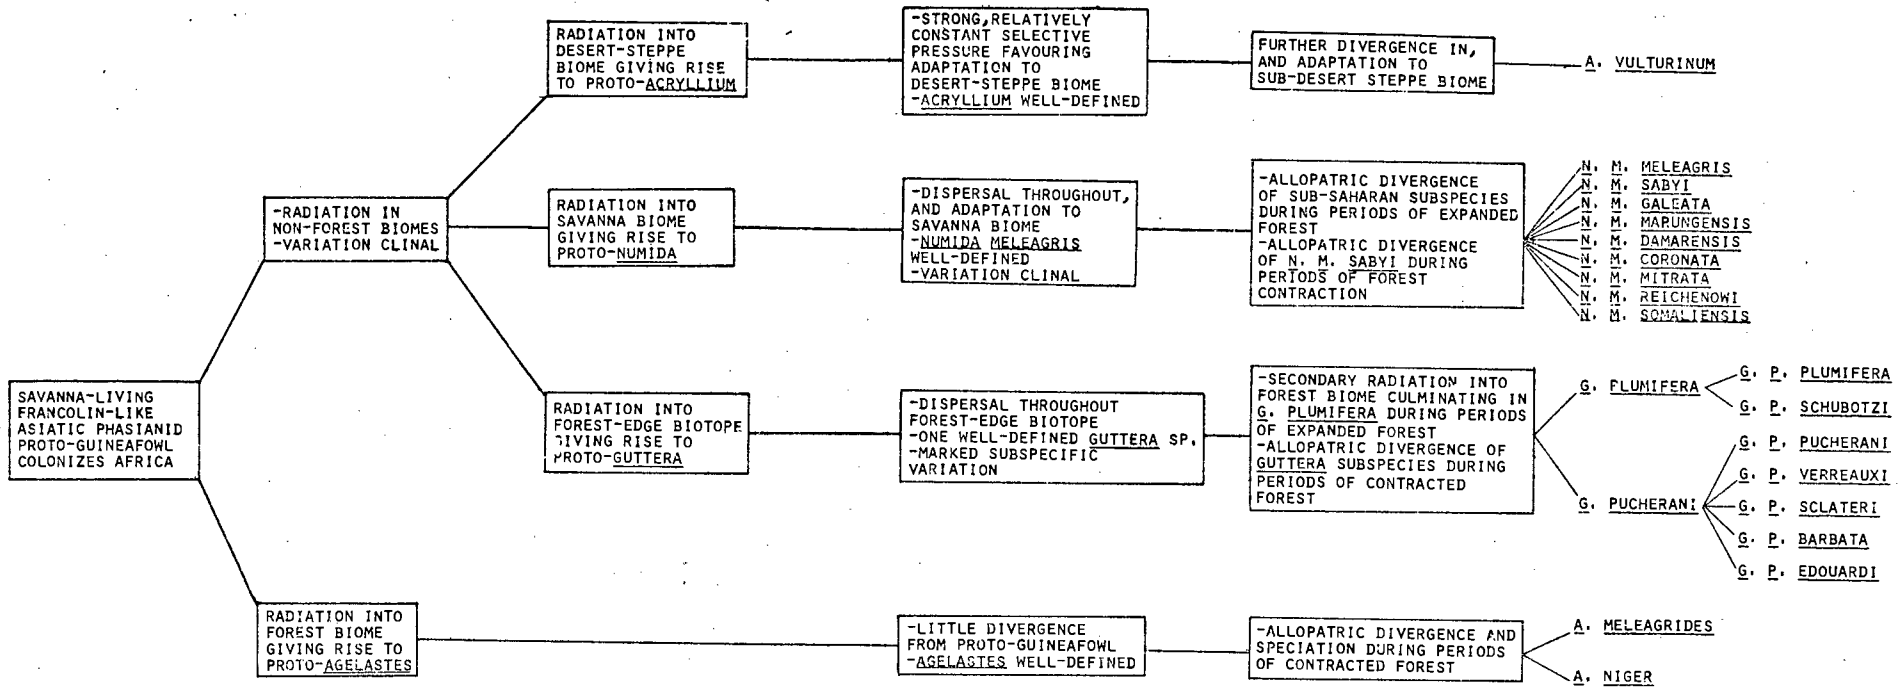 SAVANNA-LIVING
FRANCOLIN-LIKE
ASIATIC PHASIANID
PROTO-GUINEAFOWL
COLONIZES AFRICA
-RADIATION IN
NON-FOREST BIOMES
-VARIATION CLINAL
RADIATION INTO
DESERT-STEPPE
BIOME GIVING RISE
TO PROTO-ACRYLLIUM
-STRONG, RELATIVELY
CONSTANT SELECTIVE
PRESSURE FAVOURING
ADAPTATION TO
DESERT-STEPPE BIOME
-ACRYLLIUM WELL-DEFINED
FURTHER DIVERGENCE IN,
AND ADAPTATION TO
SUB-DESERT STEPPE BIOME
A. VULTURINUM
RADIATION INTO
SAVANNA BIOME
GIVING RISE TO
PROTO-NUMIDA
-DISPERSAL THROUGHOUT,
AND ADAPTATION TO
SAVANNA BIOME
-NUMIDA MELEAGRIS
WELL-DEFINED
-VARIATION CLINAL
-ALLOPATRIC DIVERGENCE
OF SUB-SAHARAN SUBSPECIES
DURING PERIODS OF EXPANDED
FOREST
-ALLOPATRIC DIVERGENCE
OF N. M. SABYI DURING
PERIODS OF FOREST
CONTRACTION
N. M. MELEAGRIS
N. M. SABYI
N. M. GALEATA
N. M. MARUNGENSIS
N. M. DAMARENSIS
N. M. CORONATA
N. M. MITRATA
N. M. REICHENOWI
N. M. SOMALIENSIS
RADIATION INTO
FOREST-EDGE BIOTOPE
GIVING RISE TO
PROTO-GUTTERA
-DISPERSAL THROUGHOUT
FOREST-EDGE BIOTOPE
-ONE WELL-DEFINED GUTTERA SP.
-MARKED SUBSPECIFIC
VARIATION
-SECONDARY RADIATION INTO
FOREST BIOME CULMINATING IN
G. PLUMIFERA DURING PERIODS
OF EXPANDED FOREST
-ALLOPATRIC DIVERGENCE OF
GUTTERA SUBSPECIES DURING
PERIODS OF CONTRACTED
FOREST
G. PLUMIFERA
G. P. PLUMIFERA
G. P. SCHUBOTZI
G. PUCHERANI
G. P. PUCHERANI
G. P. VERREAUXI
G. P. SCLATERI
G. P. BARBATA
G. P. EDOUARDI
RADIATION INTO
FOREST BIOME
GIVING RISE TO
PROTO-AGELASTES
-LITTLE DIVERGENCE
FROM PROTO-GUINEAFOWL
-AGELASTES WELL-DEFINED
-ALLOPATRIC DIVERGENCE AND
SPECIATION DURING PERIODS
OF CONTRACTED FOREST
A. MELEAGRIDES
A. NIGER